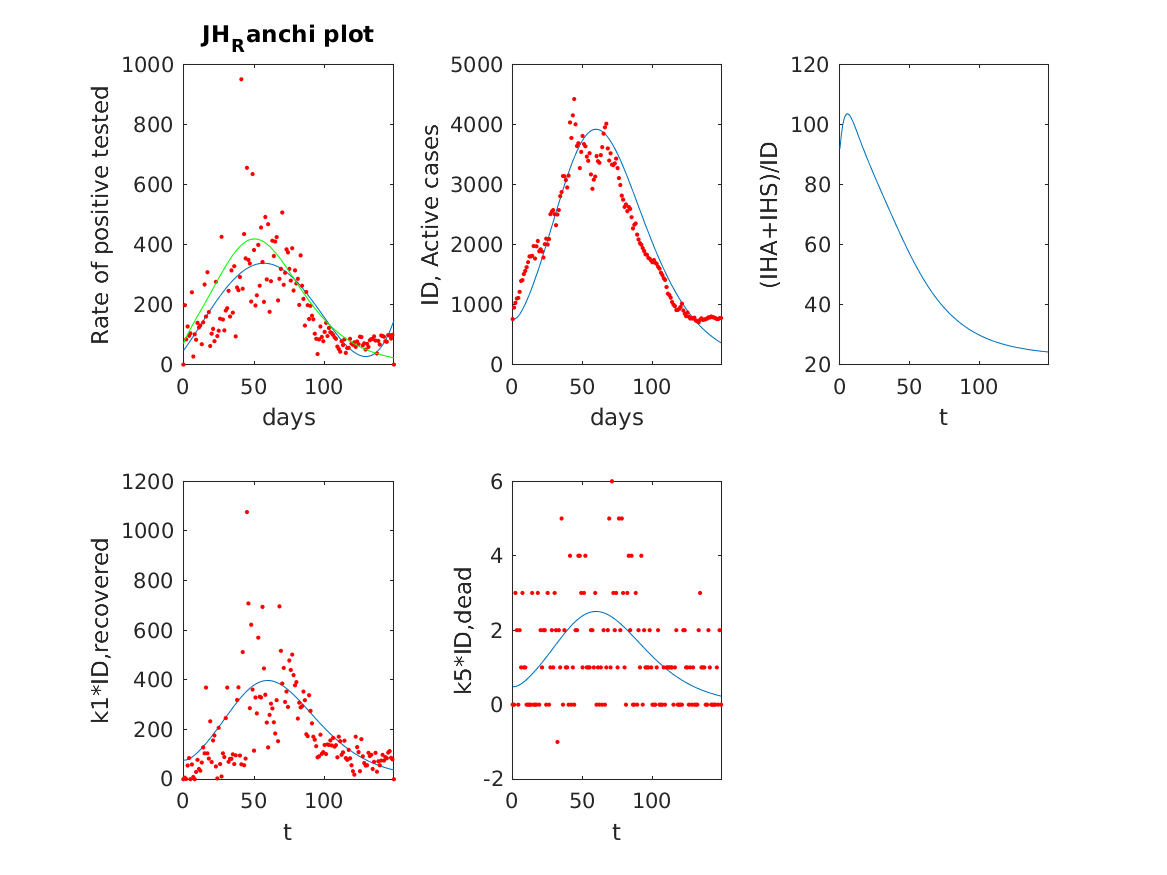 JH_Ranchi plot
1000
800
600
400
200
0
0 50 100
days
Rate of positive tested
5000
4000
3000
2000
1000
0
0 50 100
days
ID, Active cases
120
100
80
60
40
20
0 50 100
t
(IHA+IHS)/ID
1200
1000
800
600
400
200
0
0 50 100
t
k1*ID,recovered
6
4
2
0
-2
0 50 100
t
k5*ID,dead